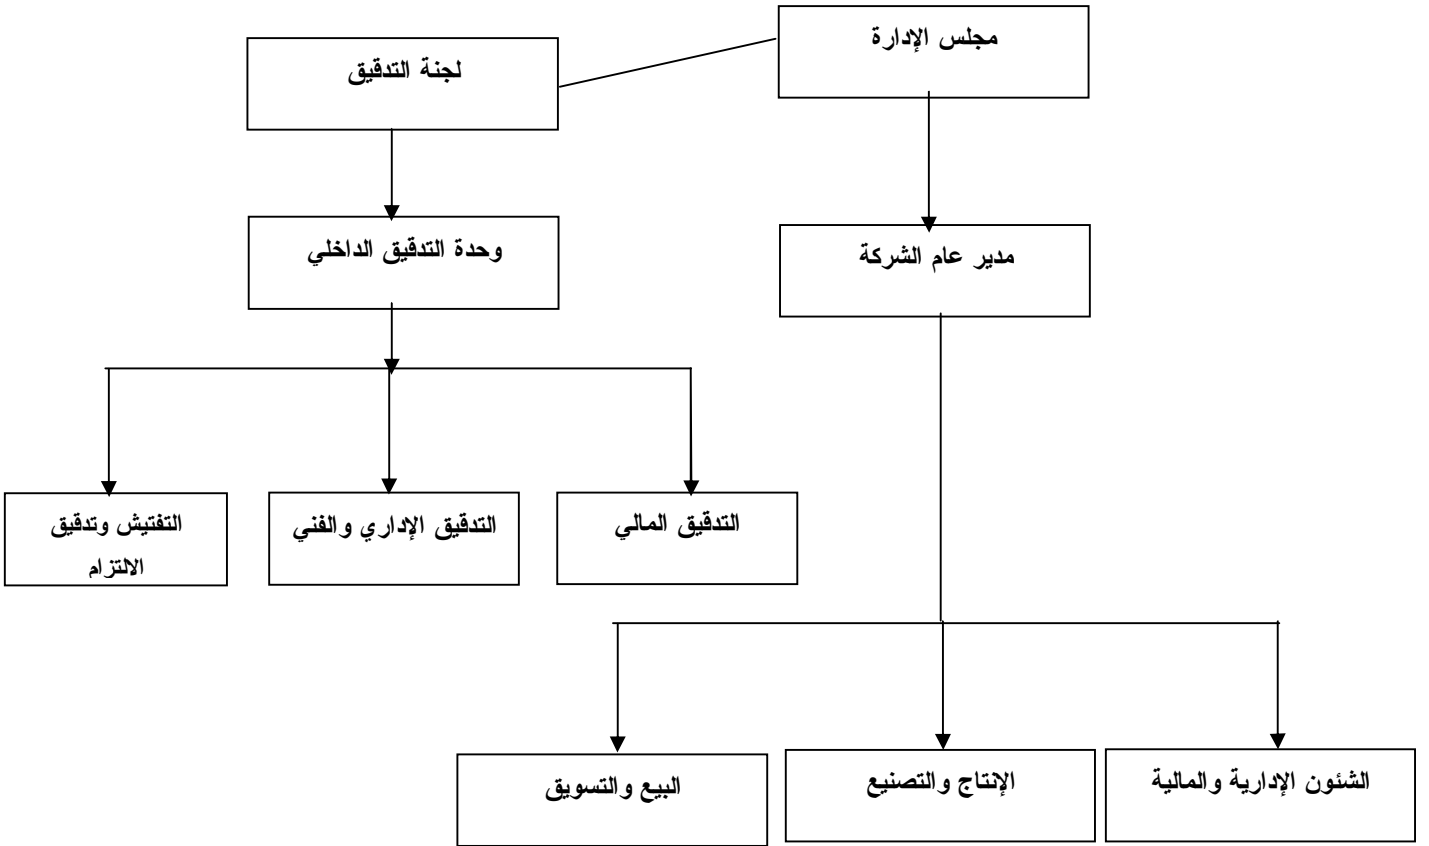 مجلس الإدارة
لجنة التدقيق
وحدة التدقيق الداخلي
مدير عام الشركة
التدقيق المالي
التدقيق الإداري والفني
التفتيش وتدقيق
الالتزام
الشئون الإدارية والمالية
الإنتاج والتصنيع
البيع والتسويق